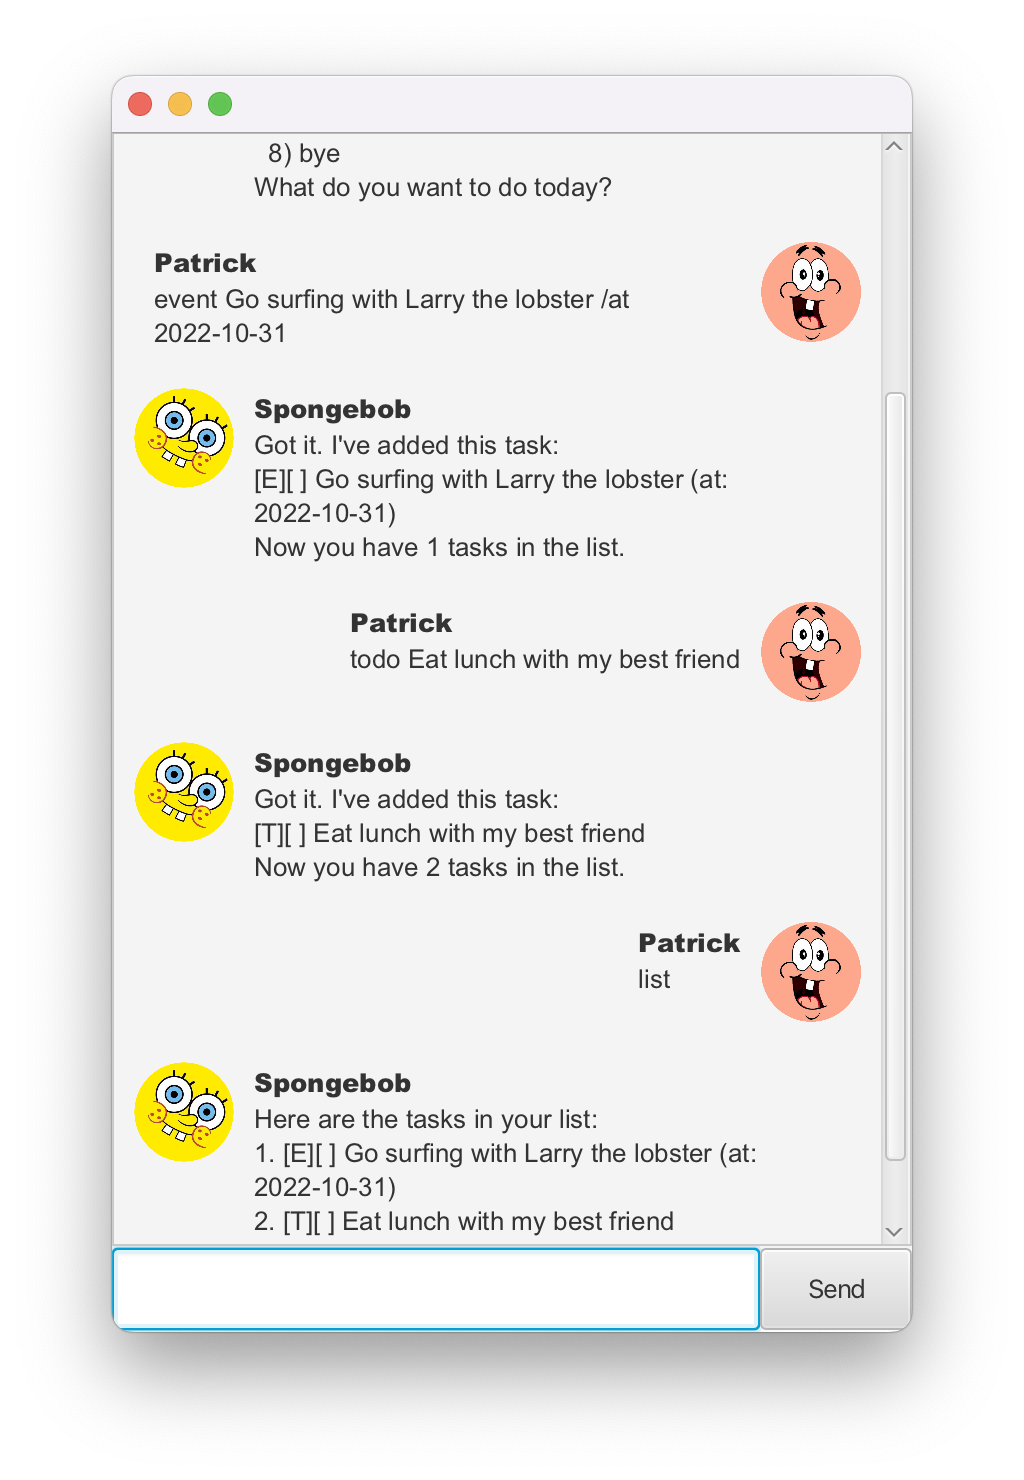 8) bye
What do you want to do today?
Patrick
event Go surfing with Larry the lobster /at
2022-10-31
Spongebob
Got it. I've added this task:
[E][ ] Go surfing with Larry the lobster (at:
2022-10-31)
Now you have 1 tasks in the list.
Patrick
todo Eat lunch with my best friend
Spongebob
Got it. I've added this task:
[T][ ] Eat lunch with my best friend
Now you have 2 tasks in the list.
Patrick
list
Spongebob
Here are the tasks in your list:
1. [E][ ] Go surfing with Larry the lobster (at:
2022-10-31)
2. [T][ ] Eat lunch with my best friend
Send